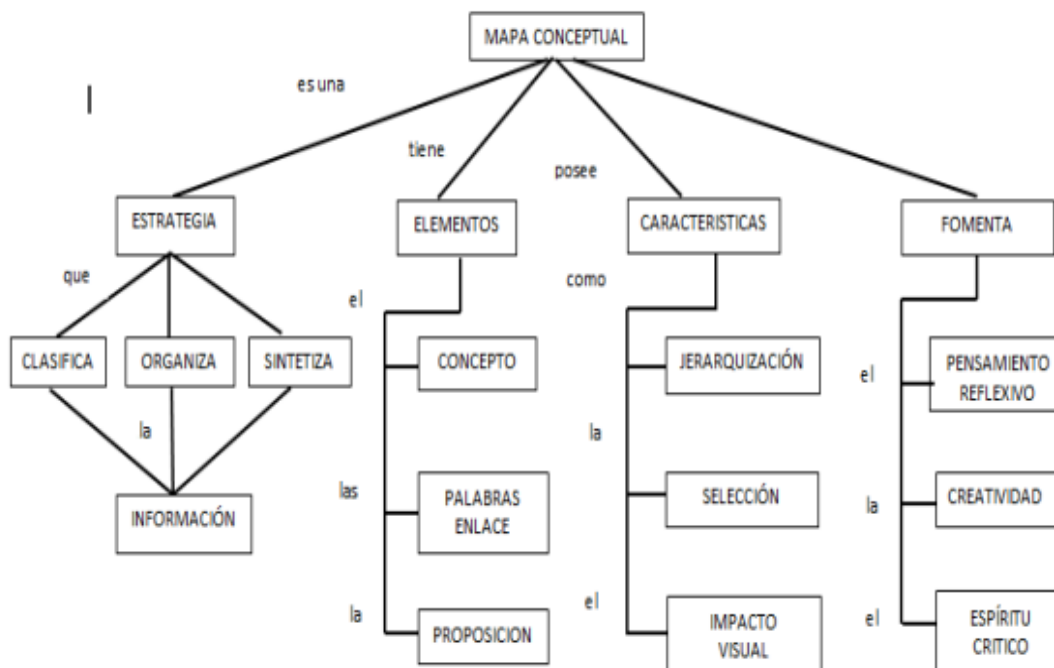 MAPA CONCEPTUAL
es una
tiene
posee
ESTRATEGIA
ELEMENTOS
CARACTERISTICAS
FOMENTA
que
el
como
CLASIFICA
ORGANIZA
SINTETIZA
CONCEPTO
JERARQUIZACIÓN
el
PENSAMIENTO
REFLEXIVO
la
la
INFORMACIÓN
las
PALABRAS
ENLACE
SELECCIÓN
la
CREATIVIDAD
la
PROPOSICION
el
IMPACTO
VISUAL
el
ESPÍRITU
CRITICO